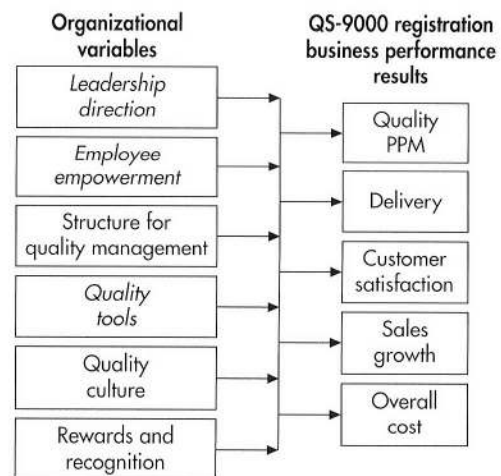 Organizational
variables
Leadership
direction
Employee
empowerment
Structure for
quality management
Quality
tools
Quality
culture
Rewards and
recognition
QS-9000 registration
business performance
results
Quality
PPM
Delivery
Customer
satisfaction
Sales
growth
Overall
cost